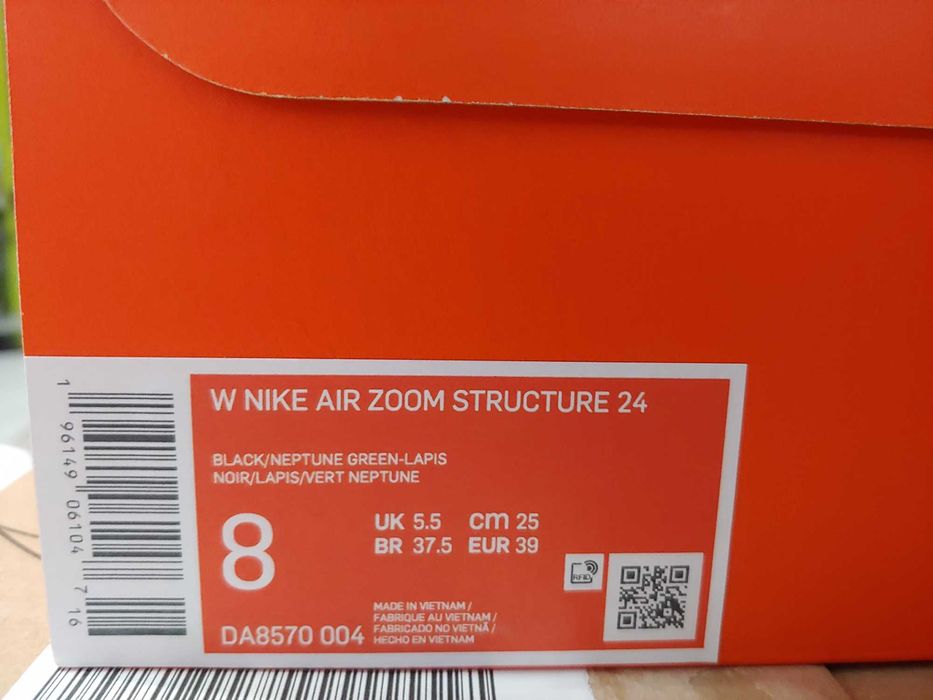 W NIKE AIR ZOOM STRUCTURE 24
BLACK/NEPTUNE GREEN-LAPIS
NOIR/LAPIS/VERT NEPTUNE
8
UK 5.5 cm 25
BR 37.5 EUR 39
MADE IN VIETNAM /
FABRIQUE AU VIETNAM /
FABRICADO NO VIETNÃ /
HECHO EN VIETNAM
DA8570 004
RFID
1 96149 06104 7 16